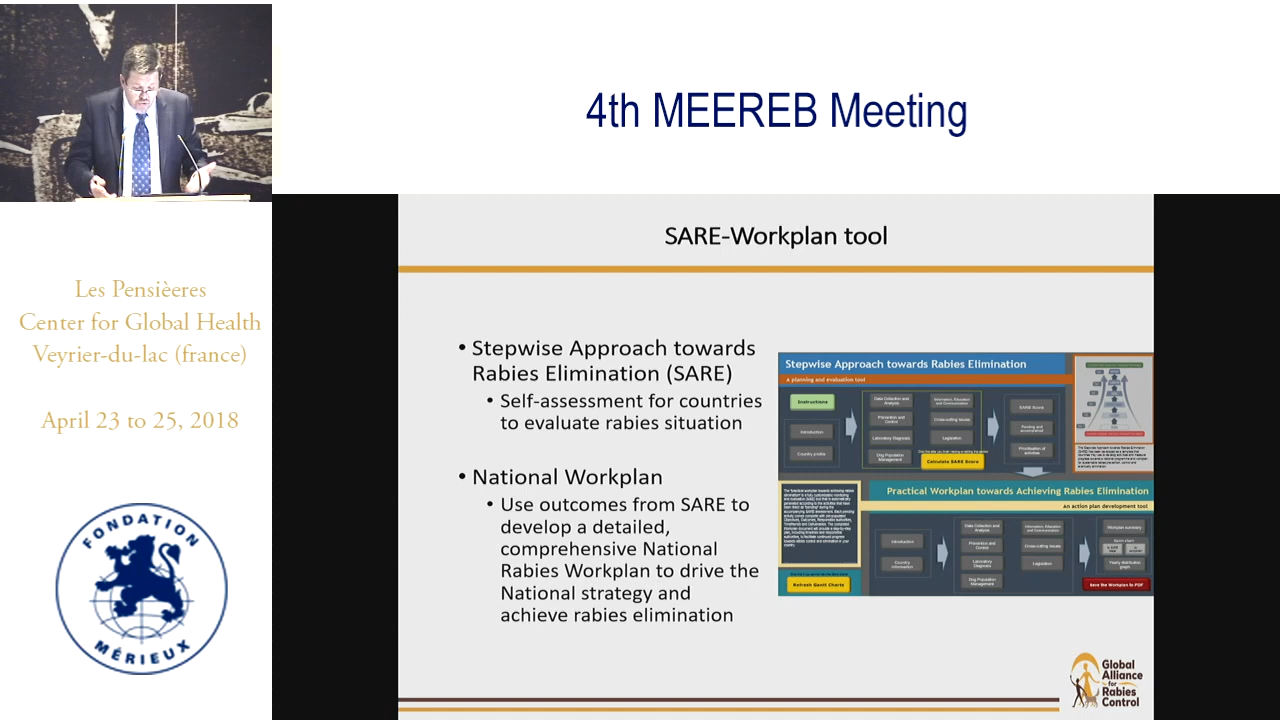 4th MEEREB Meeting
Les Pensièeres
Center for Global Health
Veyrier-du-lac (france)
April 23 to 25, 2018
FONDATION
MÉRIEUX
SARE-Workplan tool
• Stepwise Approach towards
Rabies Elimination (SARE)
• Self-assessment for countries
to evaluate rabies situation
• National Workplan
• Use outcomes from SARE to
develop a detailed,
comprehensive National
Rabies Workplan to drive the
National strategy and
achieve rabies elimination
Stepwise Approach towards Rabies Elimination
A planning and evaluation tool
Instructions
Introduction
Country profile
Data Collection and
Analysis
Prevention and
Control
Laboratory Diagnosis
Dog Population
Management
Information, Education
and Communication
Cross-cutting issues
Legislation
Calculate SARE Score
SARE Score
Pending and
accomplished
Prioritisation of
activities
Practical Workplan towards Achieving Rabies Elimination
An action plan development tool
Introduction
Country
information
Data Collection and
Analysis
Prevention and
Control
Laboratory
Diagnosis
Dog Population
Management
Information, Education
and Communication
Cross-cutting issues
Legislation
Workplan summary
Yearly distribution
graph
Refresh Gantt Charts
Save the Workplan to PDF
Global
Alliance
for
Rabies
Control